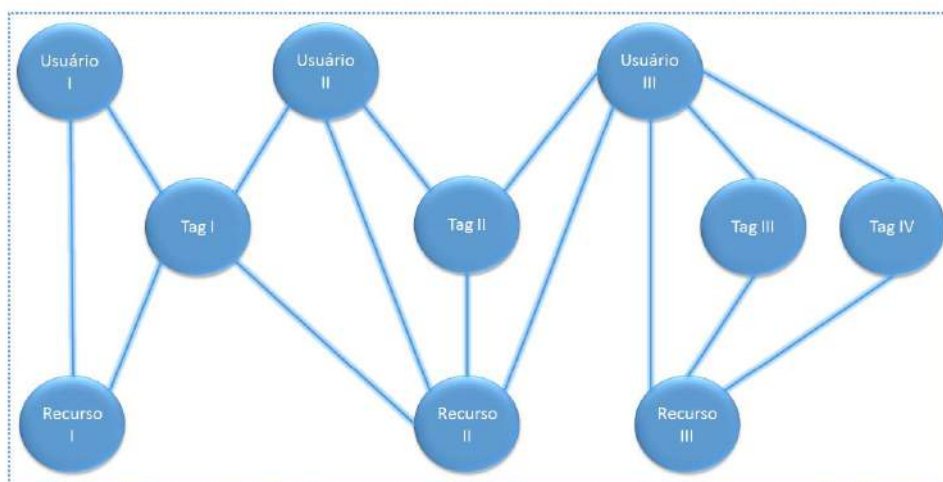 Usuário
I
Usuário
II
Usuário
III
Tag I
Tag II
Tag III
Tag IV
Recurso
I
Recurso
II
Recurso
III